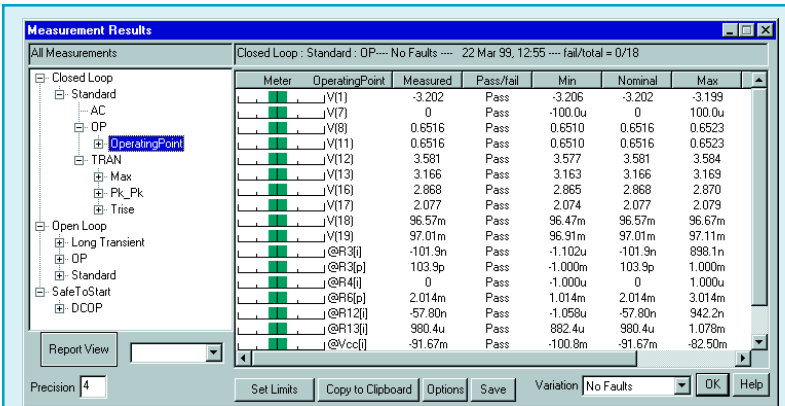 Measurement Results
All Measurements
Closed Loop : Standard : OP---- No Faults ---- 22 Mar 99, 12:55 ---- fail/total = 0/18
Closed Loop
Standard
AC
OP
OperatingPoint
TRAN
Max
Pk_Pk
Trise
Open Loop
Long Transient
OP
Standard
SafeToStart
DCOP
Meter OperatingPoint Measured Pass/fail Min Nominal Max
V(1) -3.202 Pass -3.206 -3.202 -3.199
V(7) 0 Pass -100.0u 0 100.0u
V(8) 0.6516 Pass 0.6510 0.6516 0.6523
V(11) 0.6516 Pass 0.6510 0.6516 0.6523
V(12) 3.581 Pass 3.577 3.581 3.584
V(13) 3.166 Pass 3.163 3.166 3.169
V(16) 2.868 Pass 2.865 2.868 2.870
V(17) 2.077 Pass 2.074 2.077 2.079
V(18) 96.57m Pass 96.47m 96.57m 96.67m
V(19) 97.01m Pass 96.91m 97.01m 97.11m
@R3[i] -101.9n Pass -1.102u -101.9n 898.1n
@R3[p] 103.9p Pass -1.000m 103.9p 1.000m
@R4[i] 0 Pass -1.000u 0 1.000u
@R6[p] 2.014m Pass 1.014m 2.014m 3.014m
@R12[i] -57.80n Pass -1.058u -57.80n 942.2n
@R13[i] 980.4u Pass 882.4u 980.4u 1.078m
@Vcc[i] -91.67m Pass -100.8m -91.67m -82.50m
Report View
Precision 4
Set Limits Copy to Clipboard Options Save Variation No Faults OK Help